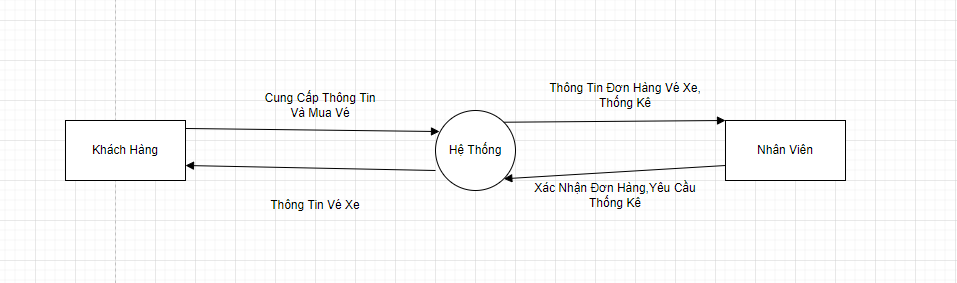 Cung Cấp Thông Tin
Và Mua Vé
Thông Tin Đơn Hàng Vé Xe,
Thống Kê
Khách Hàng
Hệ Thống
Nhân Viên
Thông Tin Vé Xe
Xác Nhận Đơn Hàng,Yêu Cầu
Thống Kê